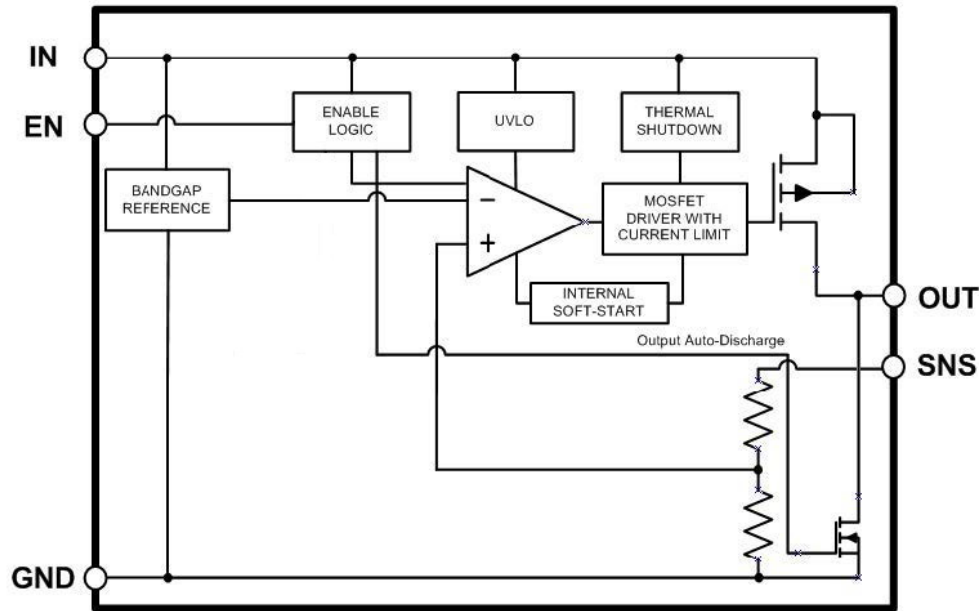 IN
EN
ENABLE
LOGIC
UVLO
THERMAL
SHUTDOWN
BANDGAP
REFERENCE
−
+
MOSFET
DRIVER WITH
CURRENT LIMIT
INTERNAL
SOFT-START
OUT
Output Auto-Discharge
SNS
GND